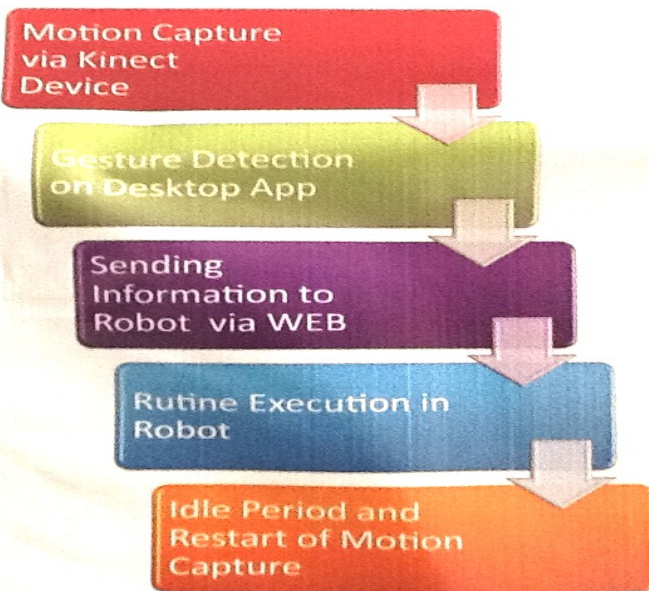 Motion Capture
via Kinect
Device
Gesture Detection
on Desktop App
Sending
Information to
Robot via WEB
Rutine Execution in
Robot
Idle Period and
Restart of Motion
Capture